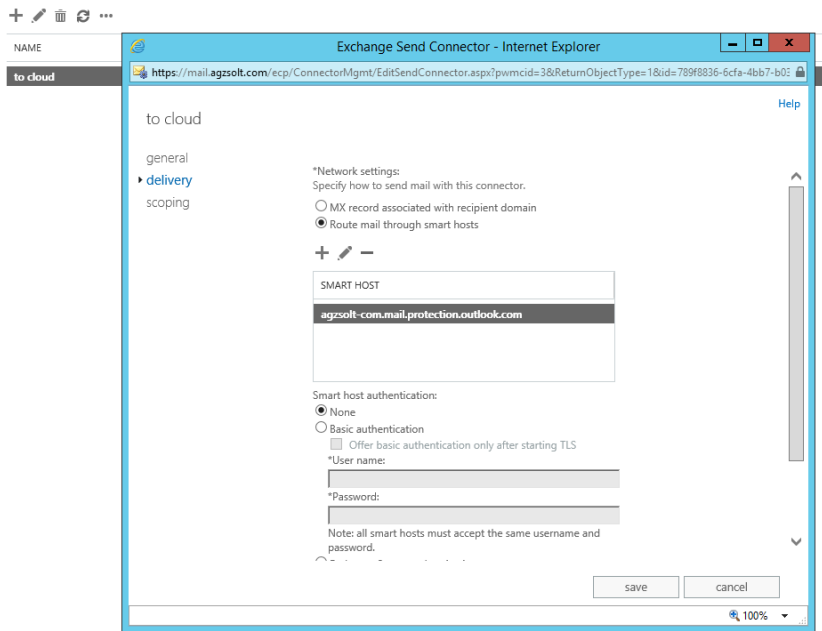 NAME
to cloud
Exchange Send Connector - Internet Explorer
https://mail.agzsolt.com/ecp/ConnectorMgmt/EditSendConnector.aspx?pwmcid=3&ReturnObjectType=1&id=789f8836-6cfa-4bb7-b03
Help
to cloud
general
delivery
scoping
*Network settings:
Specify how to send mail with this connector.
MX record associated with recipient domain
Route mail through smart hosts
SMART HOST
agzsolt-com.mail.protection.outlook.com
Smart host authentication:
None
Basic authentication
Offer basic authentication only after starting TLS
*User name:
*Password:
Note: all smart hosts must accept the same username and
password.
save
cancel
100%